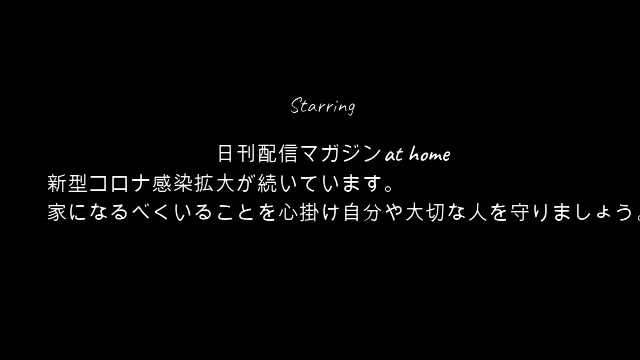 Starring
日刊配信マガジンat home
新型コロナ感染拡大が続いています。
家になるべくいることを心掛け自分や大切な人を守りましょう。